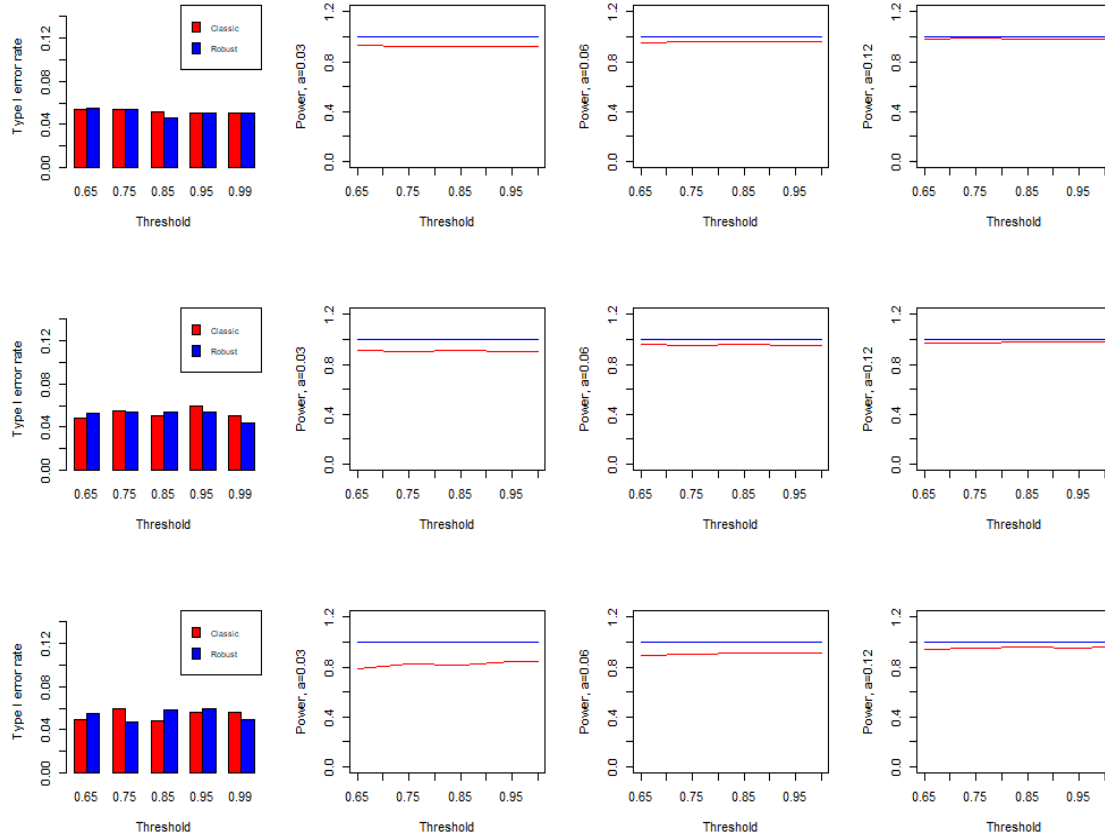 Type I error rate
0.00 0.04 0.08 0.12
Classic
Robust
0.65 0.75 0.85 0.95 0.99
Threshold
Power, a=0.03
0.0 0.4 0.8 1.2
0.65 0.75 0.85 0.95
Threshold
Power, a=0.06
0.0 0.4 0.8 1.2
0.65 0.75 0.85 0.95
Threshold
Power, a=0.12
0.0 0.4 0.8 1.2
0.65 0.75 0.85 0.95
Threshold
Type I error rate
0.00 0.04 0.08 0.12
Classic
Robust
0.65 0.75 0.85 0.95 0.99
Threshold
Power, a=0.03
0.0 0.4 0.8 1.2
0.65 0.75 0.85 0.95
Threshold
Power, a=0.06
0.0 0.4 0.8 1.2
0.65 0.75 0.85 0.95
Threshold
Power, a=0.12
0.0 0.4 0.8 1.2
0.65 0.75 0.85 0.95
Threshold
Type I error rate
0.00 0.04 0.08 0.12
Classic
Robust
0.65 0.75 0.85 0.95 0.99
Threshold
Power, a=0.03
0.0 0.4 0.8 1.2
0.65 0.75 0.85 0.95
Threshold
Power, a=0.06
0.0 0.4 0.8 1.2
0.65 0.75 0.85 0.95
Threshold
Power, a=0.12
0.0 0.4 0.8 1.2
0.65 0.75 0.85 0.95
Threshold